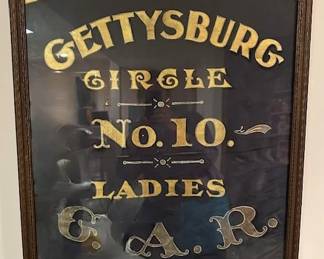 GETTYSBURG
CIRCLE
No. 10.
LADIES
G. A. R.